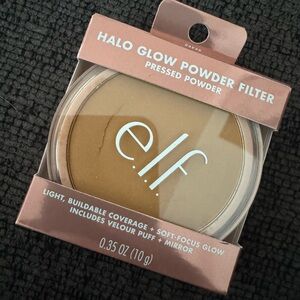 HALO GLOW POWDER FILTER
PRESSED POWDER
e.l.f.
LIGHT, BUILDABLE COVERAGE + SOFT-FOCUS GLOW
INCLUDES VELOUR PUFF + MIRROR
0.35 OZ (10 g)